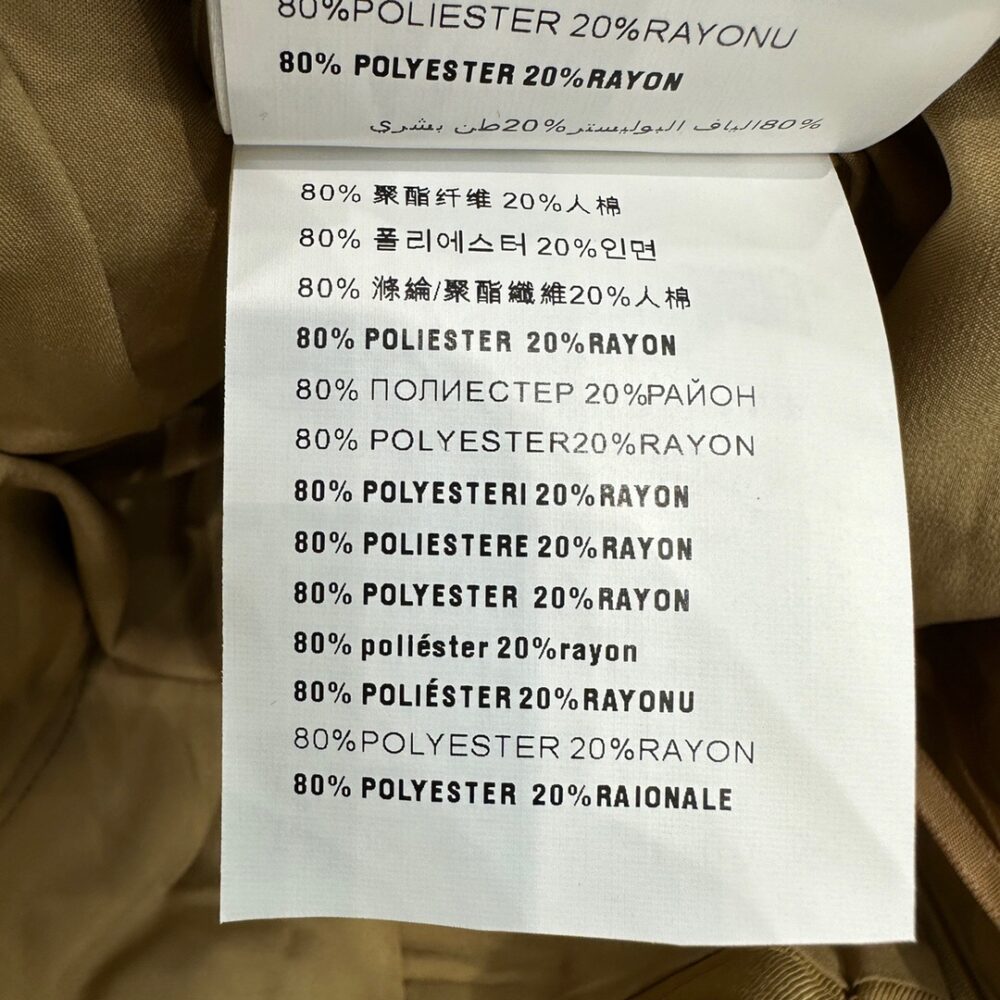 80%POLIESTER 20%RAYONU
80% POLYESTER 20%RAYON
80%الياف البوليستر20%طن بشري
80% 聚酯纤维 20%人棉
80% 폴리에스터 20%인면
80% 滌綸/聚酯纖維20%人棉
80% POLIESTER 20%RAYON
80% ПОЛИЕСТЕР 20%РАЙОН
80% POLYESTER20%RAYON
80% POLYESTERI 20%RAYON
80% POLIESTERE 20%RAYON
80% POLYESTER 20%RAYON
80% poliéster 20%rayon
80% POLIÉSTER 20%RAYONU
80%POLYESTER 20%RAYON
80% POLYESTER 20%RAIONALE